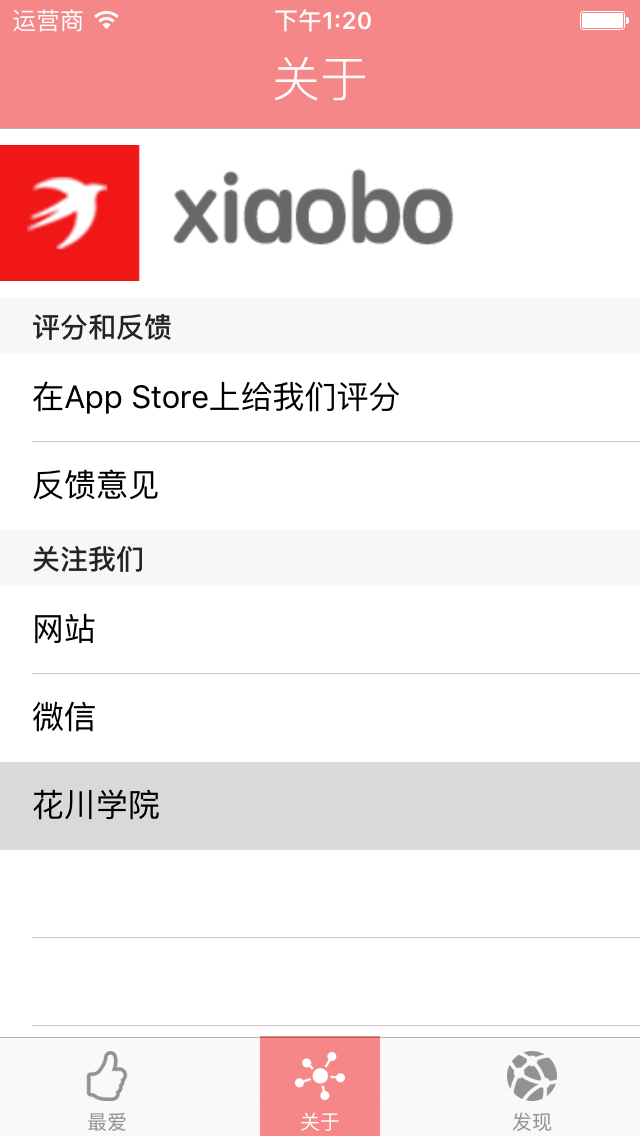 运营商 下午1:20
关于
xiaobo
评分和反馈
在App Store上给我们评分
反馈意见
关注我们
网站
微信
花川学院
最爱 关于 发现